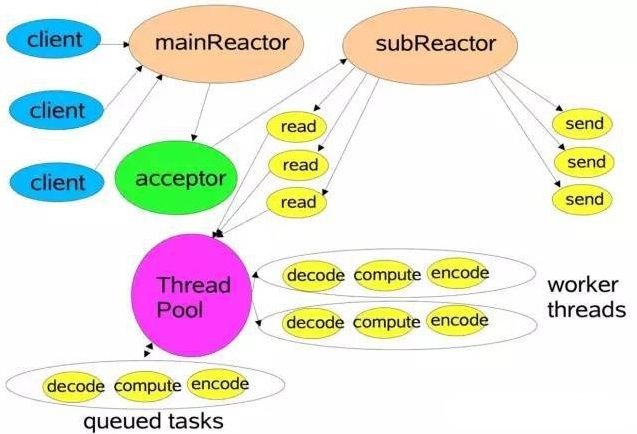 client
mainReactor
subReactor
client
read
send
client
acceptor
read
send
read
send
Thread
Pool
decode compute encode
worker
threads
decode compute encode
decode compute encode
queued tasks